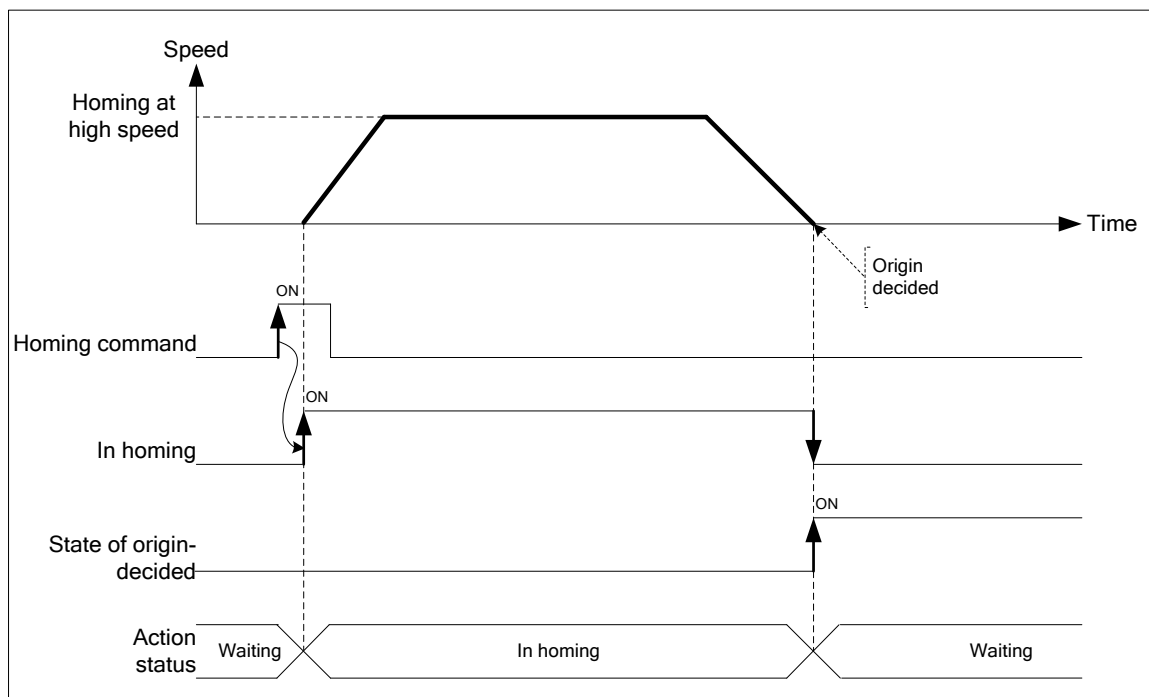 Speed
Homing at
high speed
Time
Origin
decided
ON
Homing command
ON
In homing
ON
State of origin-
decided
Action
status
Waiting
In homing
Waiting